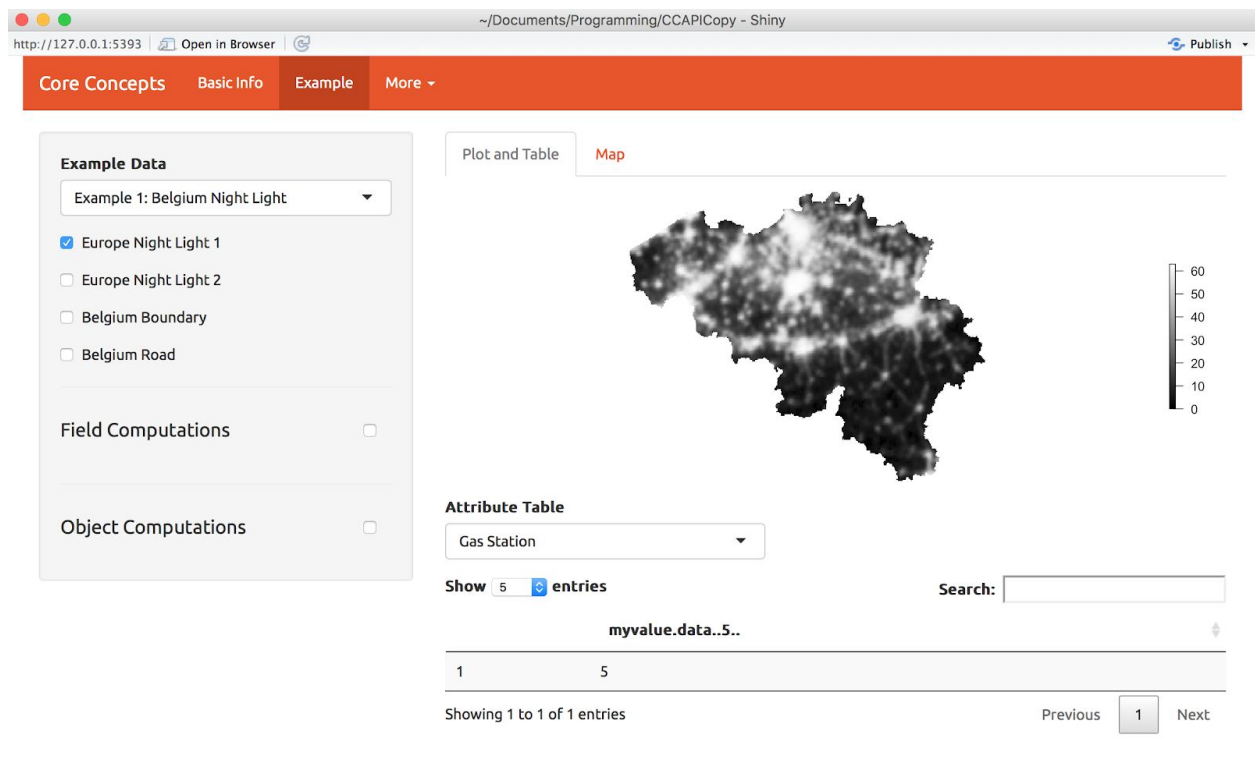 ~/Documents/Programming/CCAPICopy - Shiny
http://127.0.0.1:5393 Open in Browser Publish
Core Concepts Basic Info Example More
Example Data
Example 1: Belgium Night Light
Europe Night Light 1
Europe Night Light 2
Belgium Boundary
Belgium Road
Field Computations
Object Computations
Plot and Table Map
60
50
40
30
20
10
0
Attribute Table
Gas Station
Show 5 entries Search:
myvalue.data..5..
1 5
Showing 1 to 1 of 1 entries Previous 1 Next